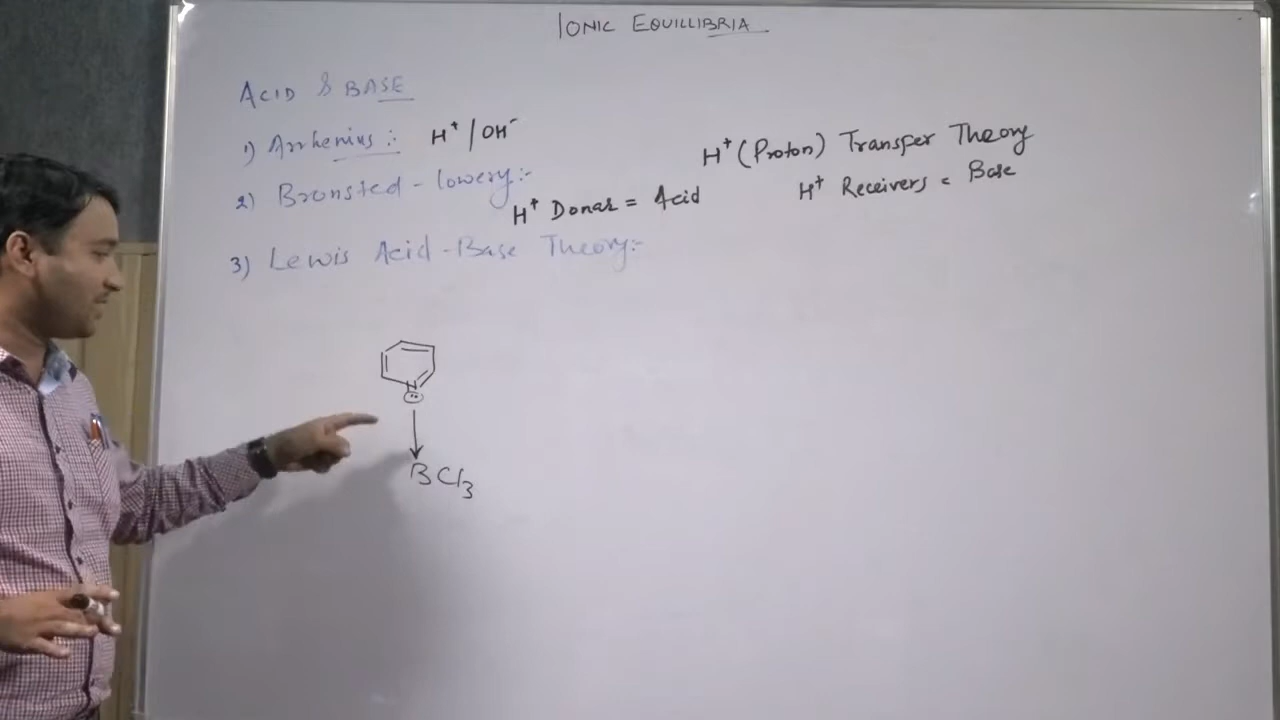 IONIC EQUILLIBRIA
ACID & BASE
1) Arrhenius :- H⁺ / OH⁻
H⁺ (Proton) Transfer Theory
2) Bronsted - lowery :-
H⁺ Donar = Acid
H⁺ Receivers = Base
3) Lewis Acid - Base Theory :-
N
BCl₃